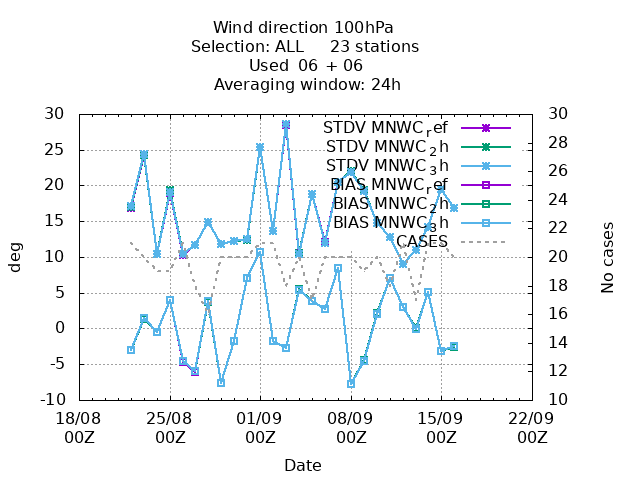 Wind direction 100hPa
Selection: ALL 23 stations
Used 06 + 06
Averaging window: 24h
30 30
STDV MNWC_ref
28
STDV MNWC_2h
25 26
STDV MNWC_3h
BIAS MNWC_ref
20 24
BIAS MNWC_2h
BIAS MNWC_3h
15 22
CASES
10 20
5 18
0 16
14
-5
12
-10 10
deg
No cases
18/08 25/08 01/09 08/09 15/09 22/09
00Z 00Z 00Z 00Z 00Z 00Z
Date